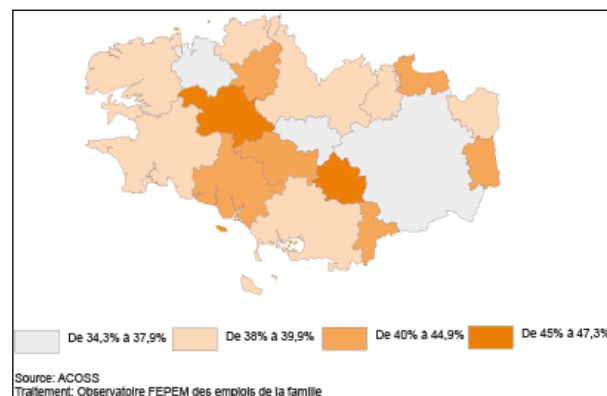 De 34,3% à 37,9% De 38% à 39,9% De 40% à 44,9% De 45% à 47,3%
Source: ACOSS
Traitement: Observatoire FEPEM des emplois de la famille